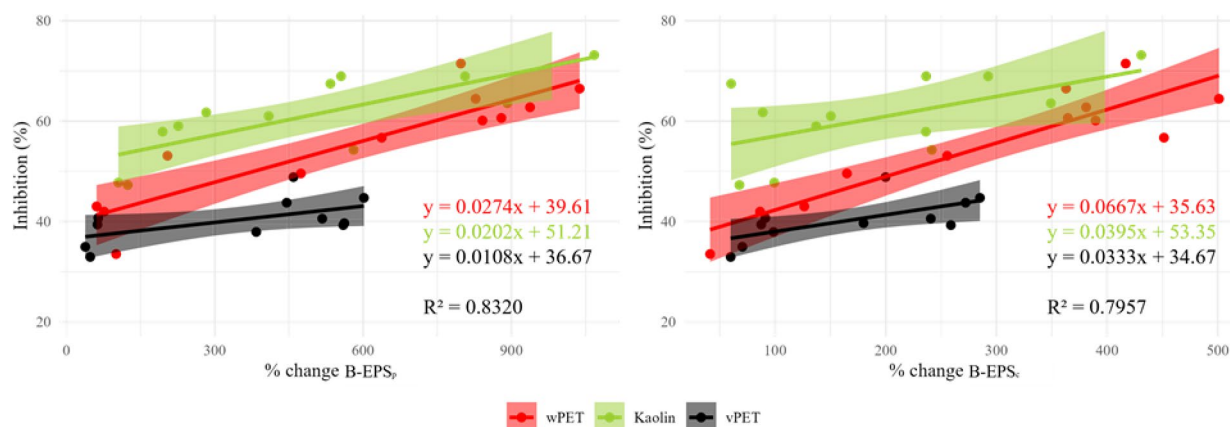 80
60
40
20
Inhibition (%)
y = 0.0274x + 39.61
y = 0.0202x + 51.21
y = 0.0108x + 36.67
R² = 0.8320
0 300 600 900
% change B-EPSₚ
80
60
40
20
Inhibition (%)
y = 0.0667x + 35.63
y = 0.0395x + 53.35
y = 0.0333x + 34.67
R² = 0.7957
100 200 300 400 500
% change B-EPS꜀
wPET Kaolin vPET